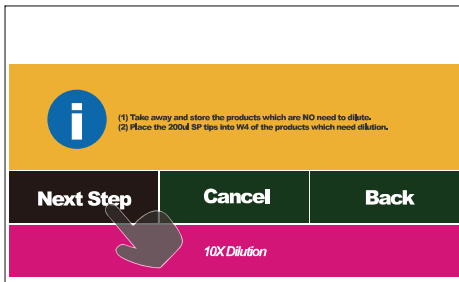 i
(1) Take away and store the products which are NO need to dilute.
(2) Place the 200ul SP tips into W4 of the products which need dilution.
Next Step
Cancel
Back
10X Dilution